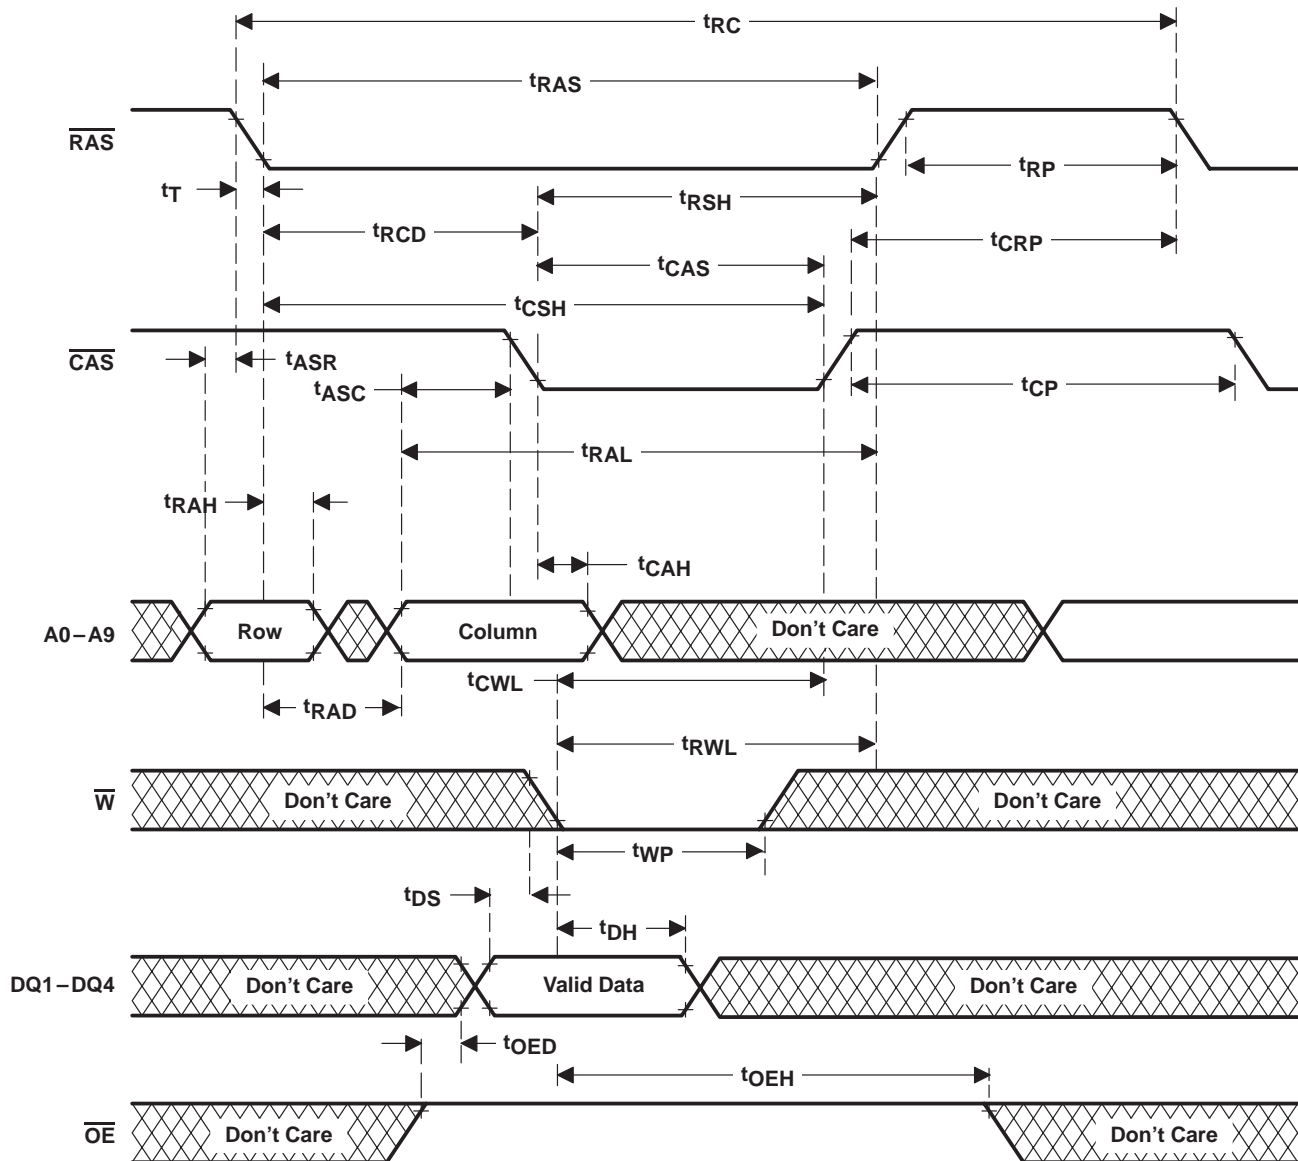 tRC
tRAS
RAS
tT
tRP
tRSH
tRCD
tCRP
tCAS
tCSH
CAS
tASR
tASC
tCP
tRAL
tRAH
tCAH
A0–A9
Row
Column
Don't Care
tCWL
tRAD
tRWL
W
Don't Care
Don't Care
tWP
tDS
tDH
DQ1–DQ4
Don't Care
Valid Data
Don't Care
tOED
tOEH
OE
Don't Care
Don't Care